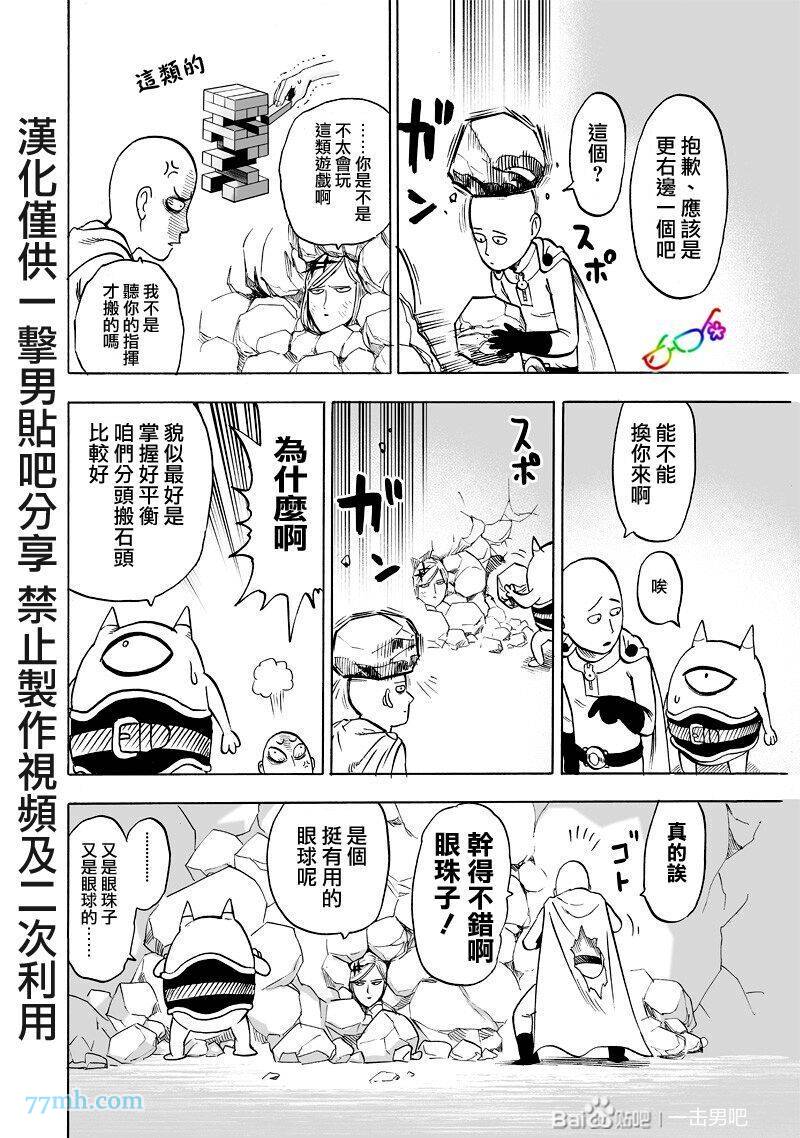 抱歉、應該是
更右邊一個吧
這個？
スポ
ガン
這類的
……你是不是
不太會玩
這類遊戲啊
我不是
聽你的指揮
才搬的嗎
能不能
換你來啊
唉
スポ
ガン
為什麼啊
貌似最好是
掌握好平衡
咱們分頭搬石頭
比較好
真的誒
ゴト
幹得不錯啊
眼珠子！
是個
挺有用的
眼球呢
………
又是眼珠子
又是眼球的……
漢化僅供一擊男貼吧分享 禁止製作視頻及二次利用
77mh.com
Bai貼吧 | 一击男吧